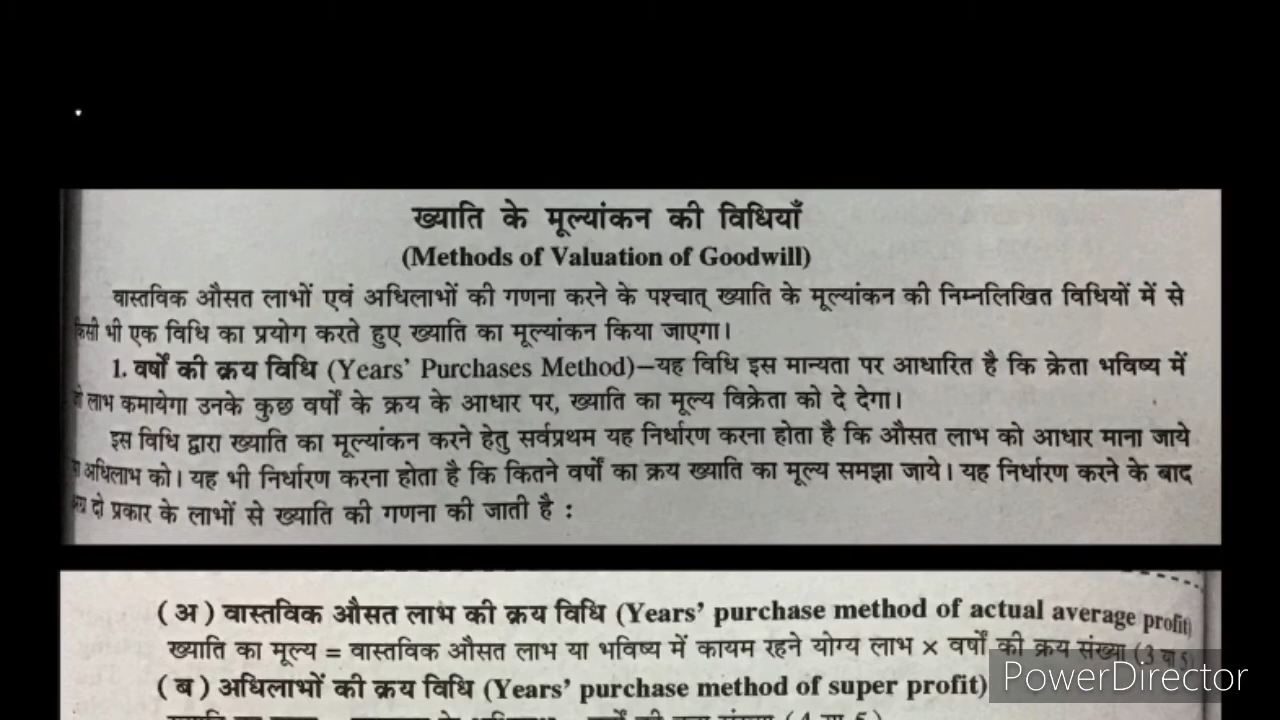 ख्याति के मूल्यांकन की विधियाँ
(Methods of Valuation of Goodwill)
वास्तविक औसत लाभों एवं अधिलाभों की गणना करने के पश्चात् ख्याति के मूल्यांकन की निम्नलिखित विधियों में से
किसी भी एक विधि का प्रयोग करते हुए ख्याति का मूल्यांकन किया जाएगा।
1. वर्षों की क्रय विधि (Years' Purchases Method)–यह विधि इस मान्यता पर आधारित है कि क्रेता भविष्य में
लाभ कमायेगा उनके कुछ वर्षों के क्रय के आधार पर, ख्याति का मूल्य विक्रेता को दे देगा।
इस विधि द्वारा ख्याति का मूल्यांकन करने हेतु सर्वप्रथम यह निर्धारण करना होता है कि औसत लाभ को आधार माना जाये
अधिलाभ को। यह भी निर्धारण करना होता है कि कितने वर्षों का क्रय ख्याति का मूल्य समझा जाये। यह निर्धारण करने के बाद
दो प्रकार के लाभों से ख्याति की गणना की जाती है :
(अ) वास्तविक औसत लाभ की क्रय विधि (Years' purchase method of actual average profit)
ख्याति का मूल्य = वास्तविक औसत लाभ या भविष्य में कायम रहने योग्य लाभ × वर्षों की क्रय संख्या (3 या 5)
(ब) अधिलाभों की क्रय विधि (Years' purchase method of super profit)
PowerDirector